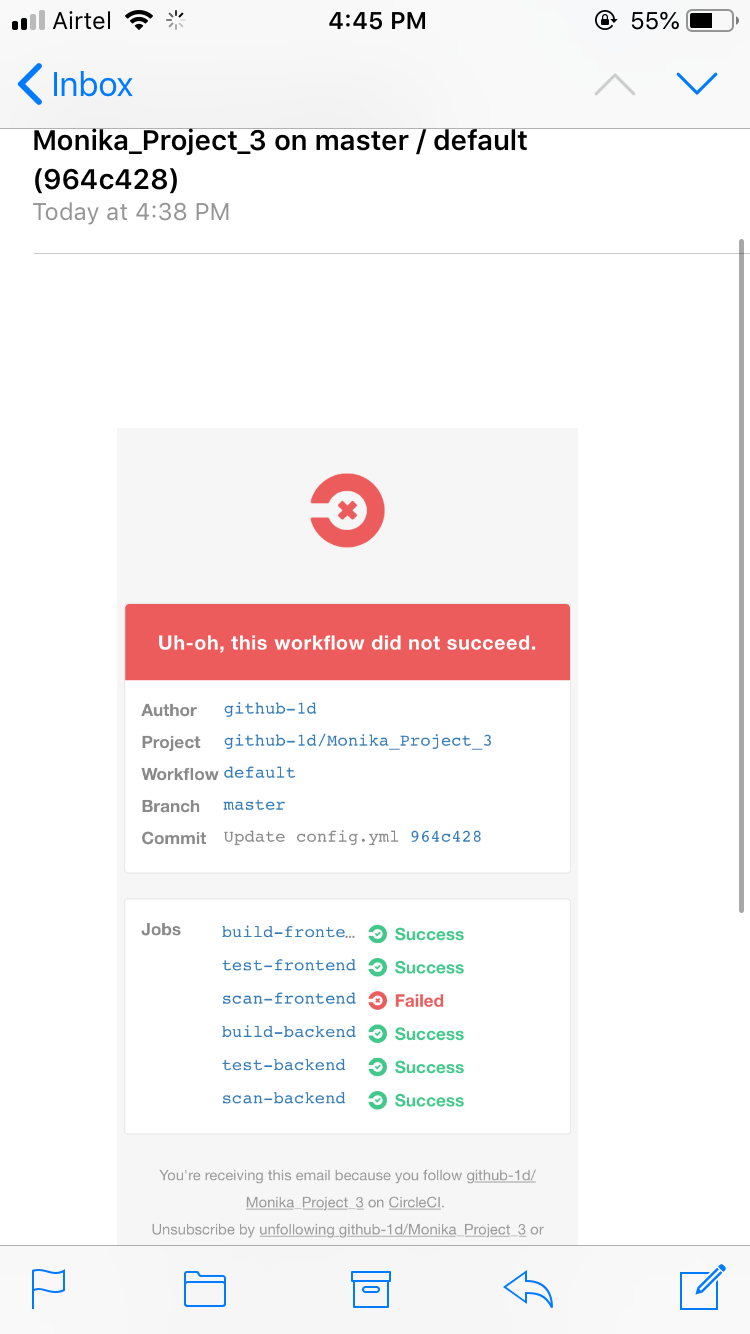 Airtel 4:45 PM 55%
Inbox
Monika_Project_3 on master / default
(964c428)
Today at 4:38 PM
Uh-oh, this workflow did not succeed.
Author github-1d
Project github-1d/Monika_Project_3
Workflow default
Branch master
Commit Update config.yml 964c428
Jobs build-fronte… Success
test-frontend Success
scan-frontend Failed
build-backend Success
test-backend Success
scan-backend Success
You're receiving this email because you follow github-1d/
Monika_Project_3 on CircleCI.
Unsubscribe by unfollowing github-1d/Monika_Project_3 or